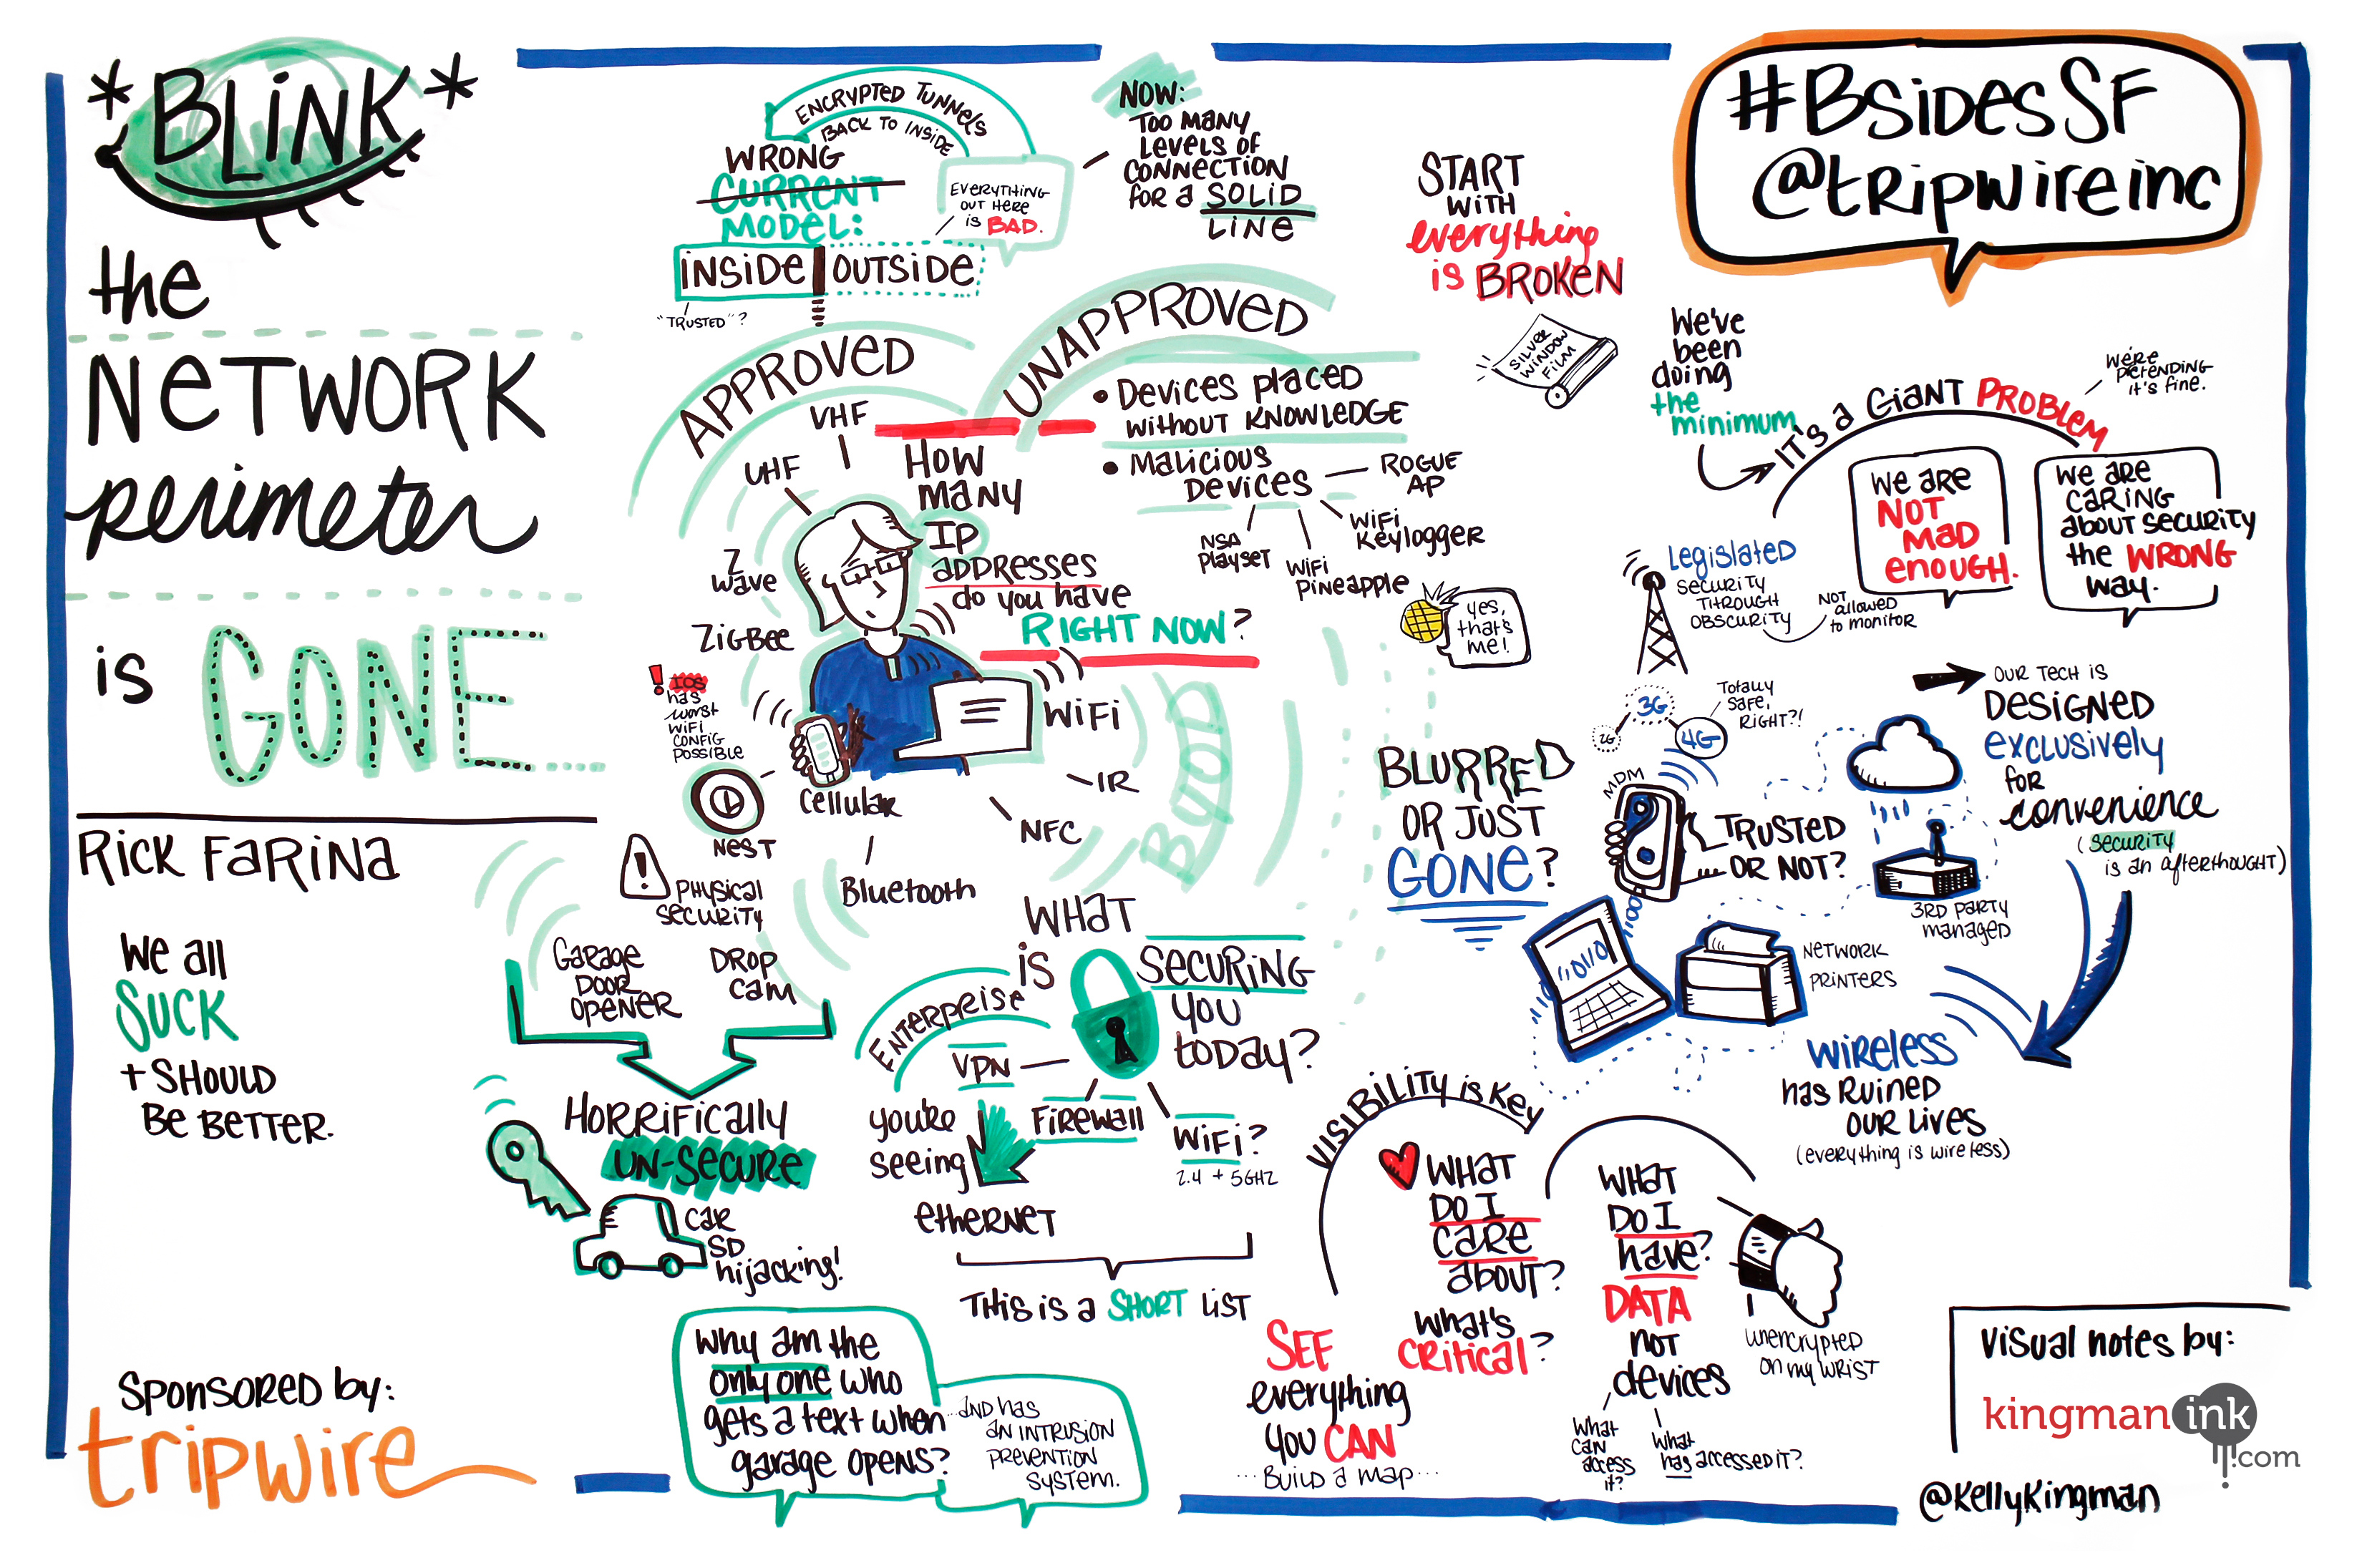 *BLINK*
the
NETWORK
perimeter
is GONE...
Rick Farina
We all
SUCK
+ SHOULD
BE BETTER.
SPONSORED by:
tripwire
ENCRYPTED TUNNELS
BACK TO INSIDE
WRONG
CURRENT
MODEL:
EVERYTHING
OUT HERE
is BAD.
INSIDE | OUTSIDE
"TRUSTED"?
NOW:
TOO MANY
LEVELS OF
CONNECTION
for a SOLID
LINE
START
WITH
everything
is BROKEN
SILVER
WINDOW
FILM
#BSidesSF
@tripwireinc
APPROVED
VHF
UHF
Z
WAVE
ZIGBEE
! IOS
has
worst
WIFI
CONFIG
POSSIBLE
NEST
Cellular
Bluetooth
NFC
IR
WiFi
How
many
IP
ADDRESSES
do you have
RIGHT NOW?
UNAPPROVED
• Devices placed
without KNOWLEDGE
• Malicious
Devices
ROGUE
AP
WiFi
Keylogger
WiFi
Pineapple
NSA
Playset
yes,
that's
me!
BYOD
! PHYSICAL
SECURITY
GARAGE
DOOR
OPENER
DROP
cam
HORRIFICALLY
UN-SECURE
CAR
SD
hijacking!
WHAT
IS SECURING
YOU
today?
ENTERPRISE
VPN
FIREWALL
WiFi?
2.4 + 5GHZ
you're
seeing
ETHERNET
THIS IS a SHORT LIST
Why am the
only one who
gets a text when
garage opens?
...and has
AN INTRUSION
PREVENTION
SYSTEM.
We've
been
doing
the
minimum
IT'S a GIANT PROBLEM
We're
PRETENDING
it's fine.
We are
NOT
MAD
enough.
We are
CARING
about security
the WRONG
way.
Legislated
SECURITY
THROUGH
OBSCURITY
NOT
allowed
to monitor
2G
3G
4G
Totally
safe,
RIGHT?!
BLURRED
OR JUST
GONE?
MDM
TRUSTED
... OR NOT?
OUR TECH IS
DESIGNED
exclusively
for
convenience
(SECURITY
is an afterthought)
3RD PARTY
managed
NETWORK
PRINTERS
WIRELESS
has RUINED
OUR LIVES
(everything is wireless)
VISIBILITY is Key
WHAT
DO I
CARE
about?
What's
CRITICAL?
SEE
everything
you CAN
... BUILD a map ...
WHAT
DO I
have?
DATA
NOT
devices
What
CAN
access
it?
What
has accessed IT?
unencrypted
on my WRIST
Visual notes by:
kingman ink
.com
@KellyKingman